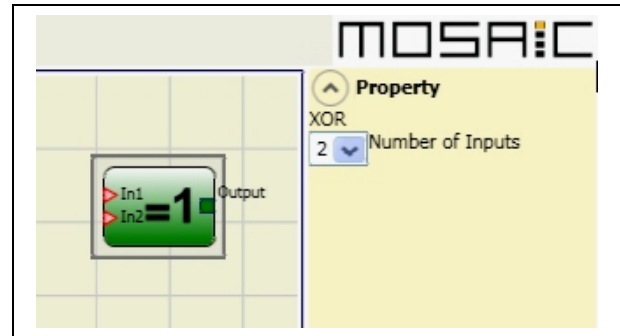 MOSAIC
Property
XOR
2 Number of Inputs
In1
In2
=1
Output